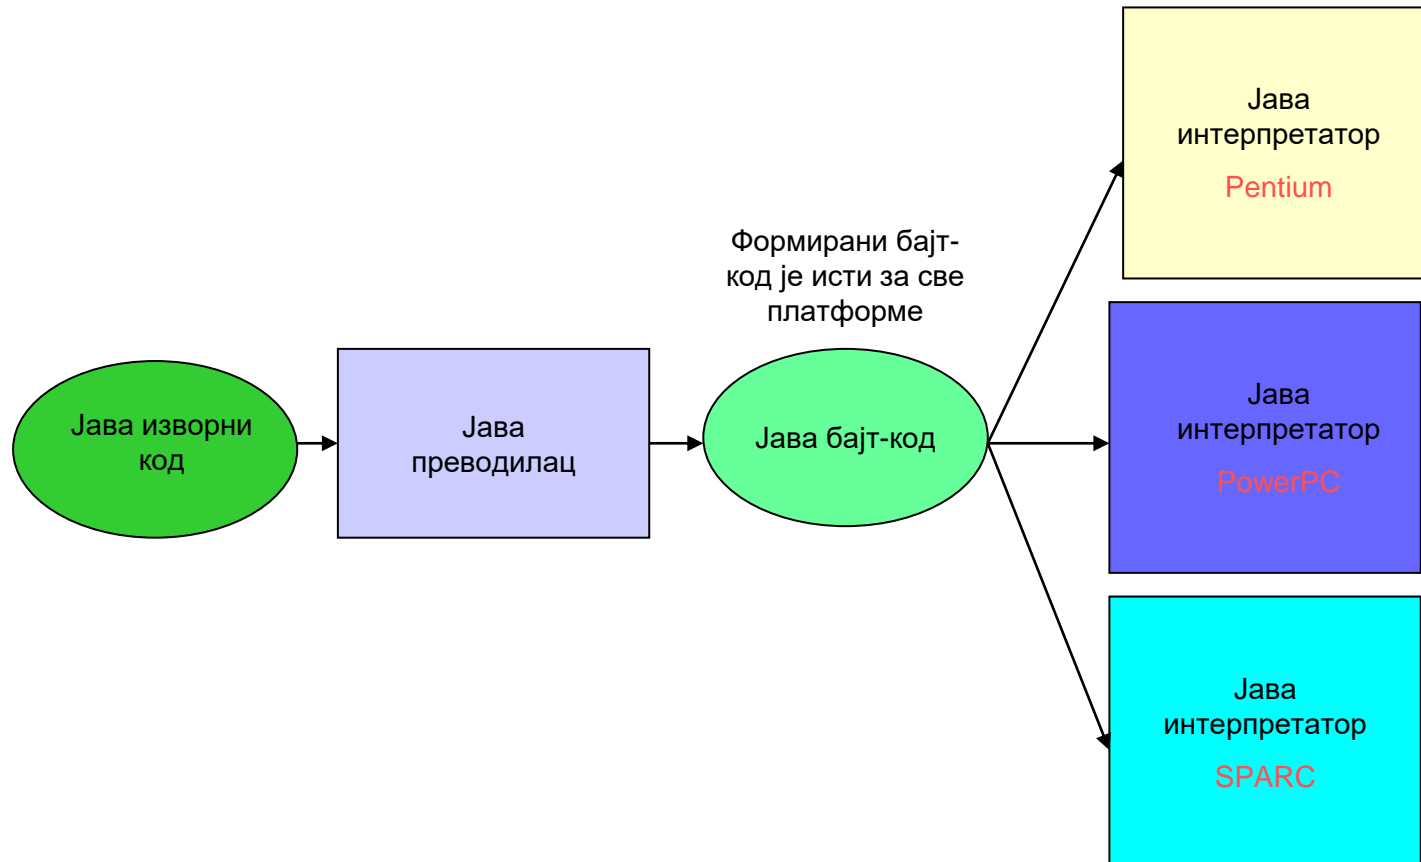 Јава изворни
код
Јава
преводилац
Формирани бајт-
код је исти за све
платформе
Јава бајт-код
Јава
интерпретатор
Pentium
Јава
интерпретатор
PowerPC
Јава
интерпретатор
SPARC